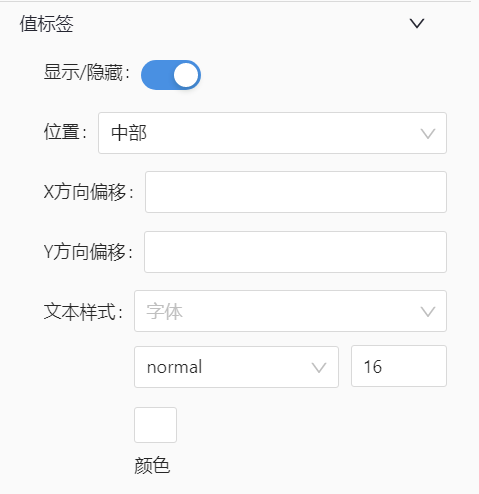 值标签
显示/隐藏：
位置： 中部
X方向偏移：
Y方向偏移：
文本样式： 字体
normal 16
颜色